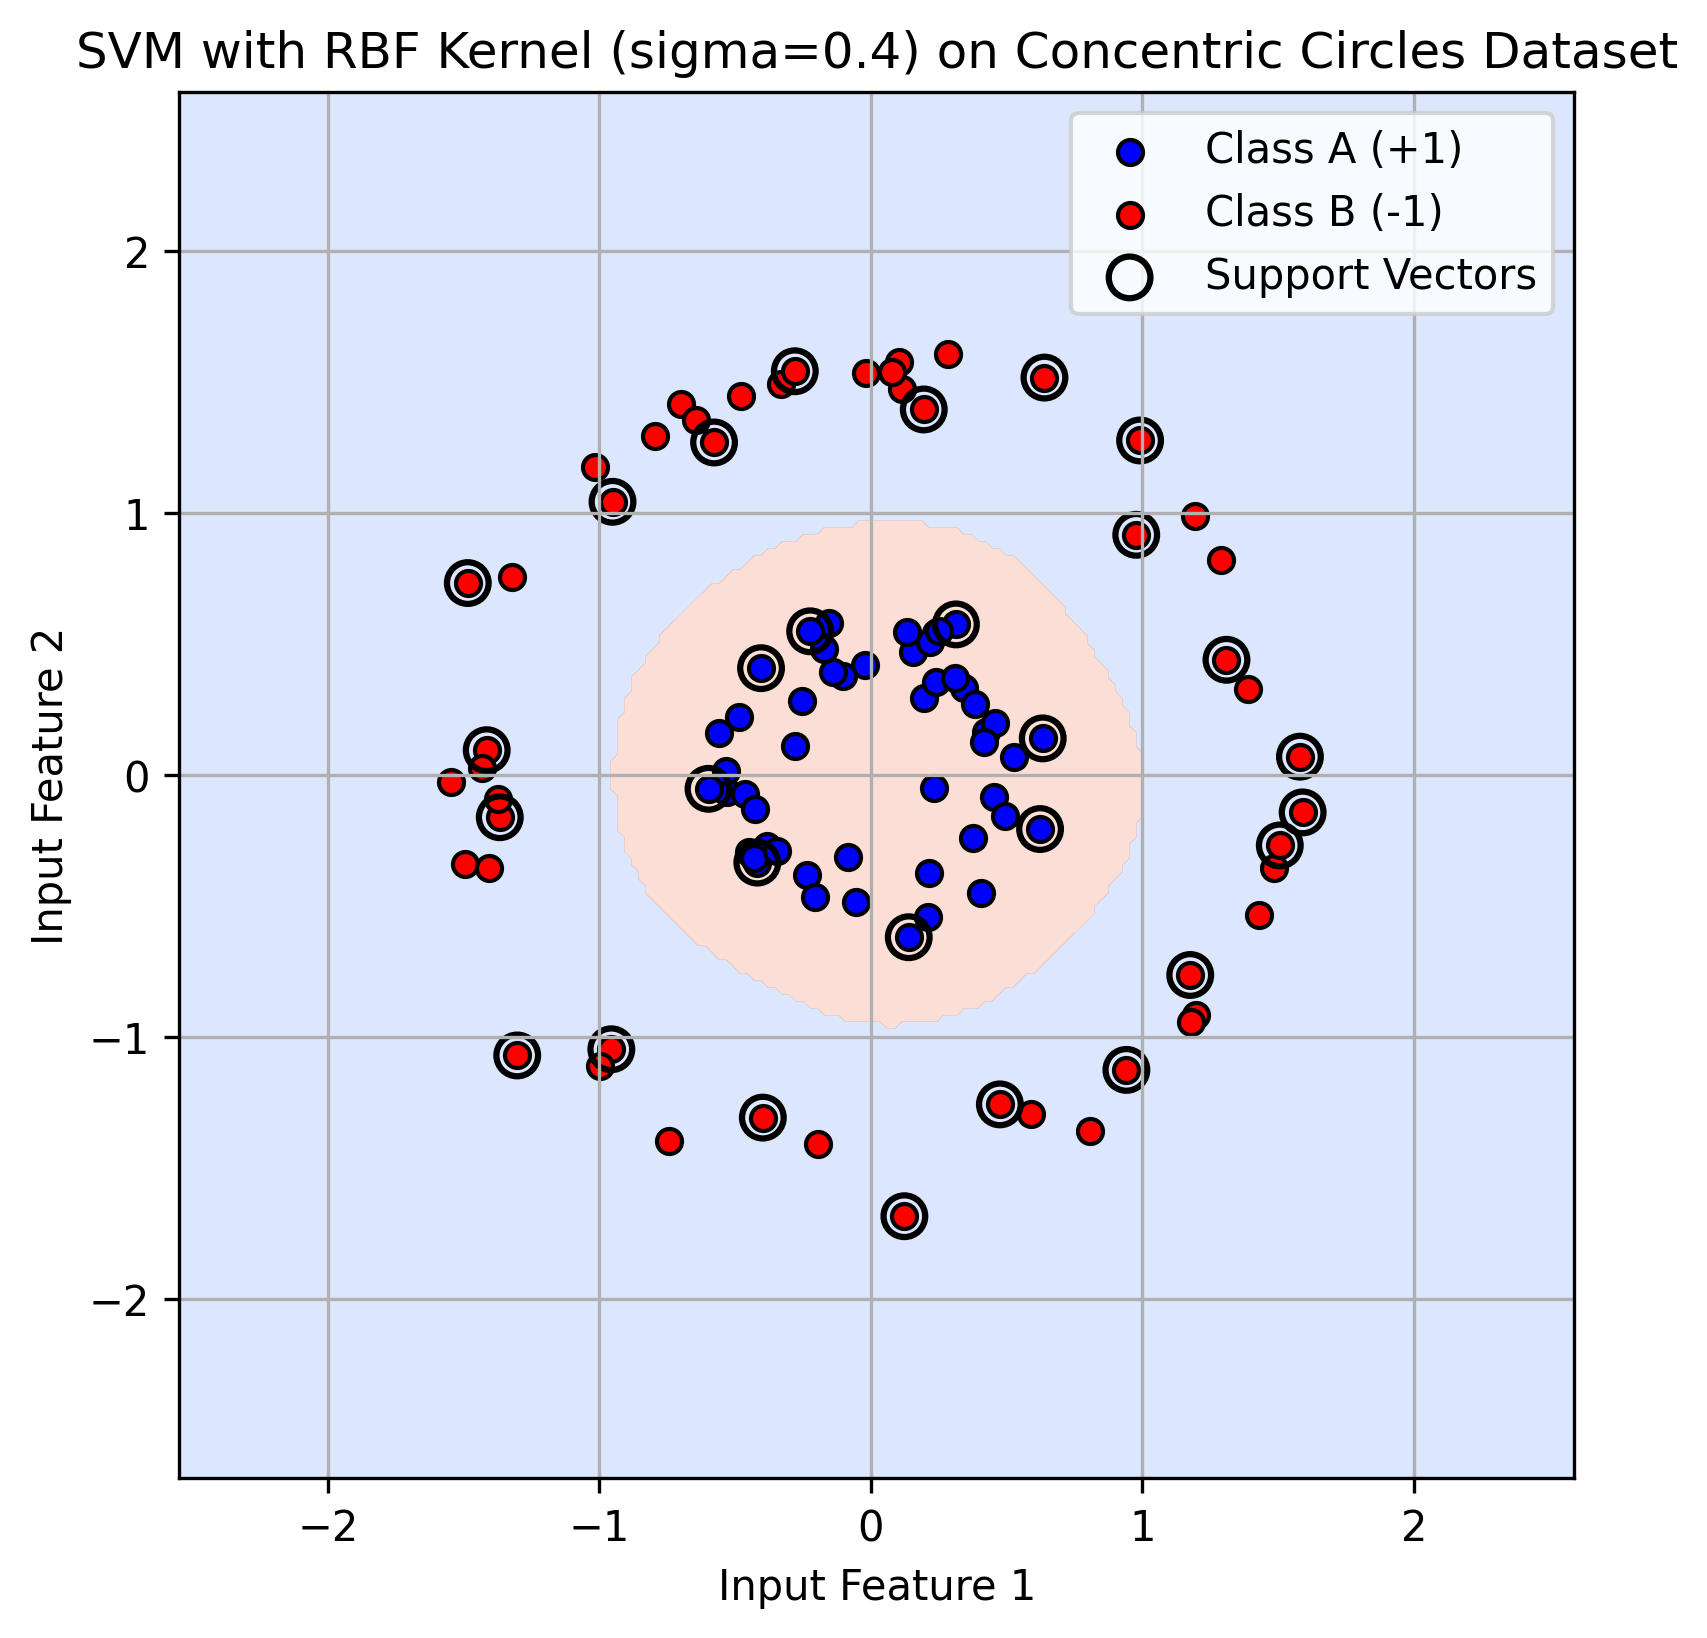 SVM with RBF Kernel (sigma=0.4) on Concentric Circles Dataset
Class A (+1)
Class B (-1)
Support Vectors
2
1
0
−1
−2
Input Feature 2
−2
−1
0
1
2
Input Feature 1